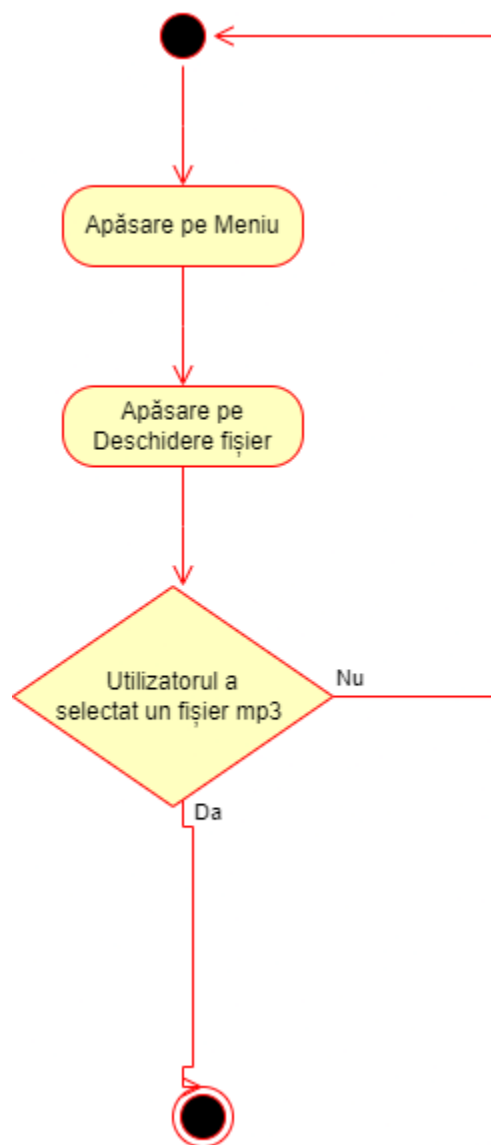 Apăsare pe Meniu
Apăsare pe
Deschidere fișier
Utilizatorul a
selectat un fișier mp3
Nu
Da